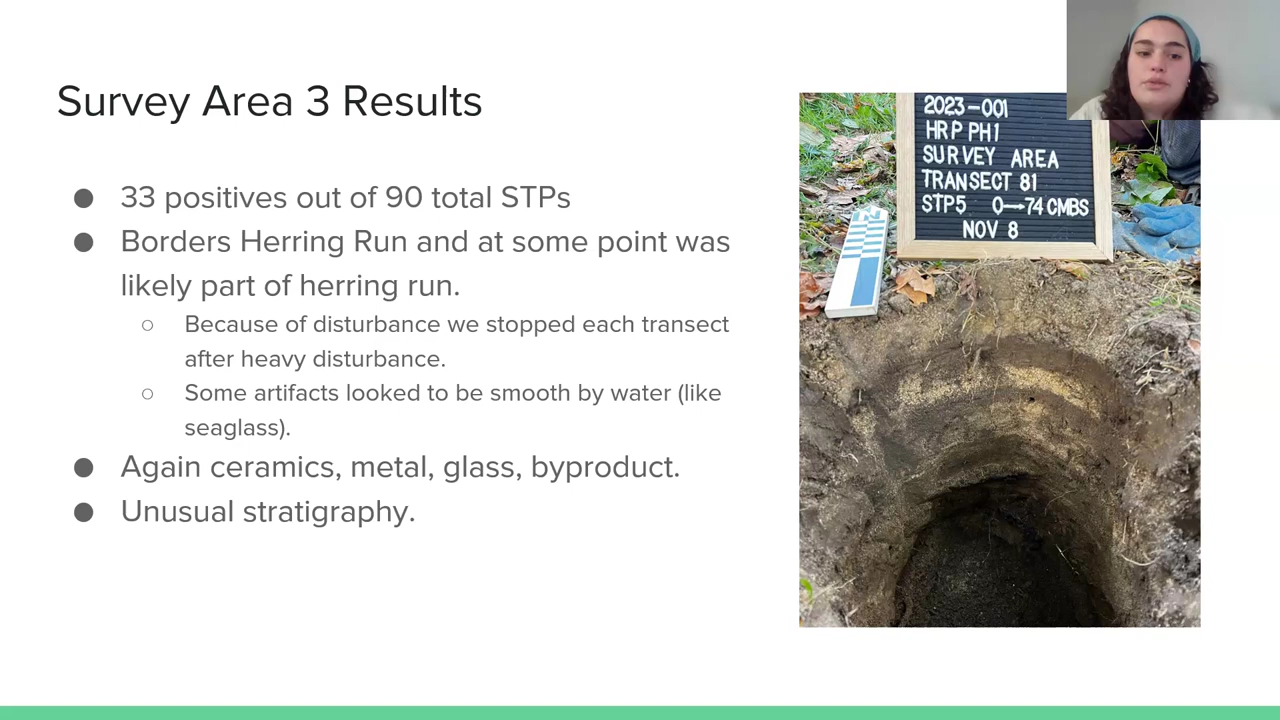 Survey Area 3 Results
● 33 positives out of 90 total STPs
● Borders Herring Run and at some point was
likely part of herring run.
○ Because of disturbance we stopped each transect
after heavy disturbance.
○ Some artifacts looked to be smooth by water (like
seaglass).
● Again ceramics, metal, glass, byproduct.
● Unusual stratigraphy.
2023-001
HRP PH1
SURVEY AREA
TRANSECT 81
STP5 0→74 CMBS
NOV 8
N